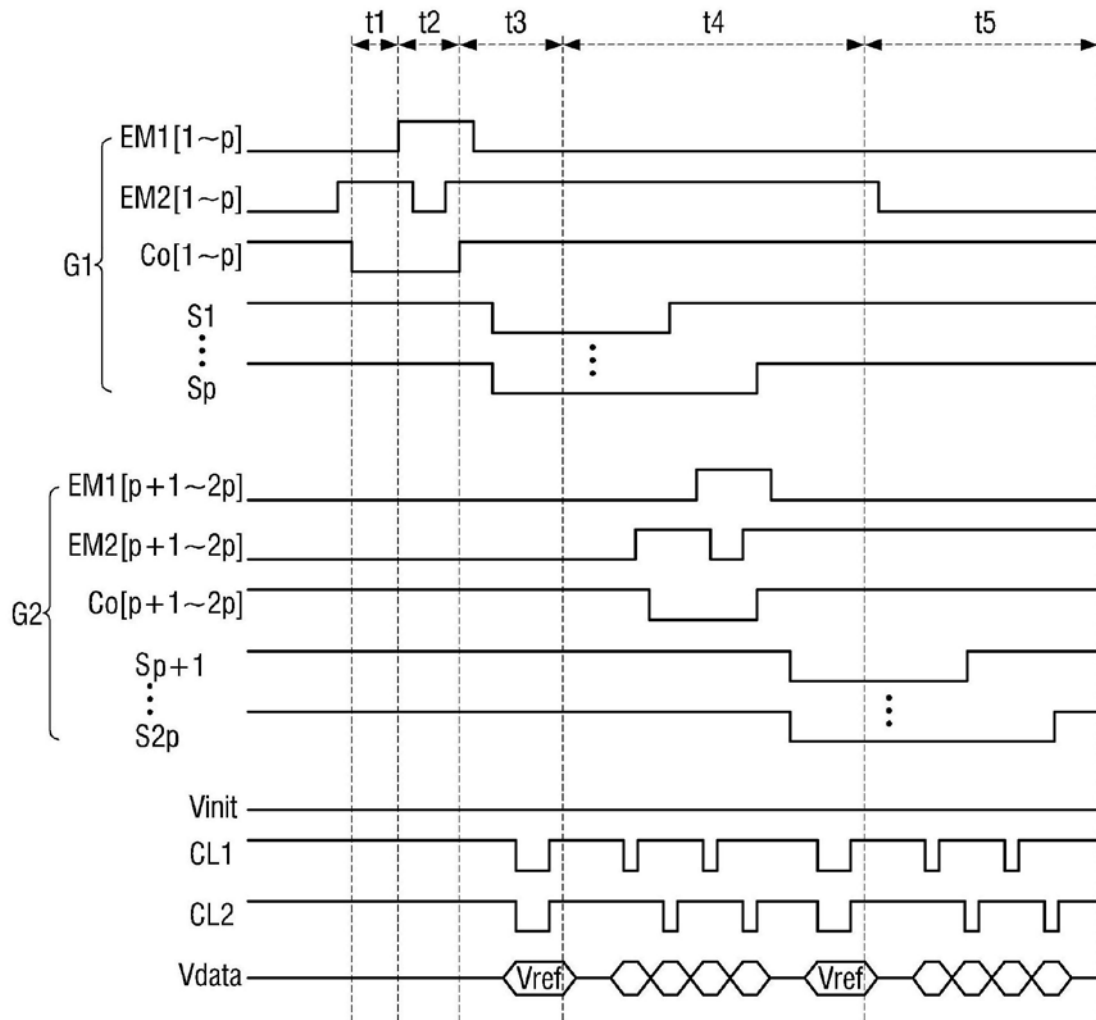 t1 t2 t3 t4 t5
EM1[1~p]
EM2[1~p]
Co[1~p]
G1
S1
Sp
EM1[p+1~2p]
EM2[p+1~2p]
Co[p+1~2p]
G2
Sp+1
S2p
Vinit
CL1
CL2
Vdata Vref Vref